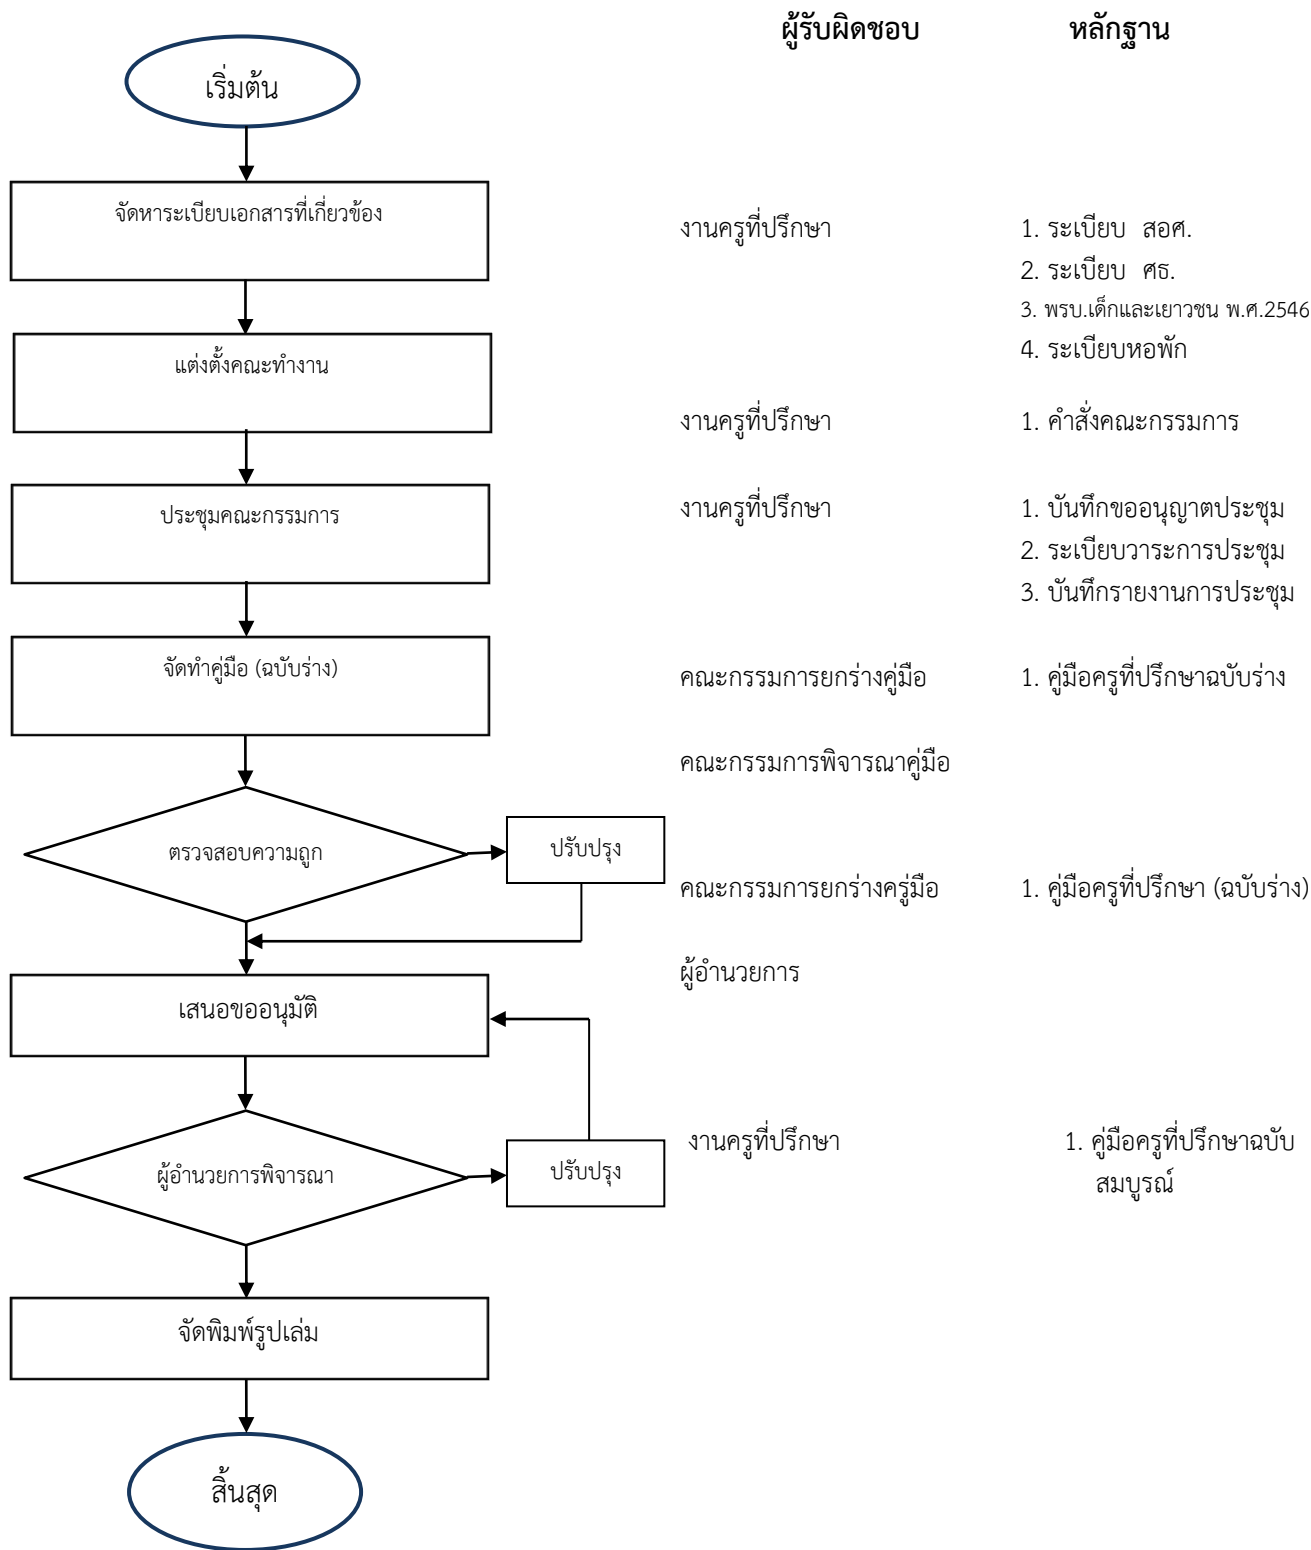 ผู้รับผิดชอบ หลักฐาน
เริ่มต้น
จัดหาระเบียบเอกสารที่เกี่ยวข้อง
งานครูที่ปรึกษา 1. ระเบียบ สอศ.
2. ระเบียบ ศธ.
3. พรบ.เด็กและเยาวชน พ.ศ.2546
4. ระเบียบหอพัก
แต่งตั้งคณะทำงาน
งานครูที่ปรึกษา 1. คำสั่งคณะกรรมการ
ประชุมคณะกรรมการ
งานครูที่ปรึกษา 1. บันทึกขออนุญาตประชุม
2. ระเบียบวาระการประชุม
3. บันทึกรายงานการประชุม
จัดทำคู่มือ (ฉบับร่าง)
คณะกรรมการยกร่างคู่มือ 1. คู่มือครูที่ปรึกษาฉบับร่าง
คณะกรรมการพิจารณาคู่มือ
ตรวจสอบความถูก
ปรับปรุง
คณะกรรมการยกร่างครู่มือ 1. คู่มือครูที่ปรึกษา (ฉบับร่าง)
ผู้อำนวยการ
เสนอขออนุมัติ
งานครูที่ปรึกษา 1. คู่มือครูที่ปรึกษาฉบับ
สมบูรณ์
ผู้อำนวยการพิจารณา
ปรับปรุง
จัดพิมพ์รูปเล่ม
สิ้นสุด